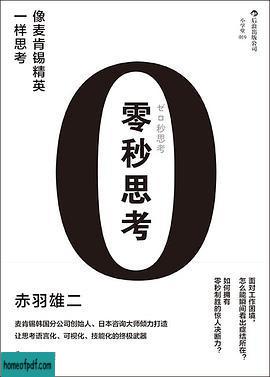 像麦肯锡精英
一样思考
后浪出版公司
小学堂 019
0
ゼロ秒思考
零秒思考
面对工作困境，
怎么能瞬间看出症结所在？
如何拥有
零秒制胜的惊人决断力？
赤羽雄二
麦肯锡韩国分公司创始人、日本咨询大师倾力打造
让思考语言化、可视化、技能化的终极武器
homeofpdf.com